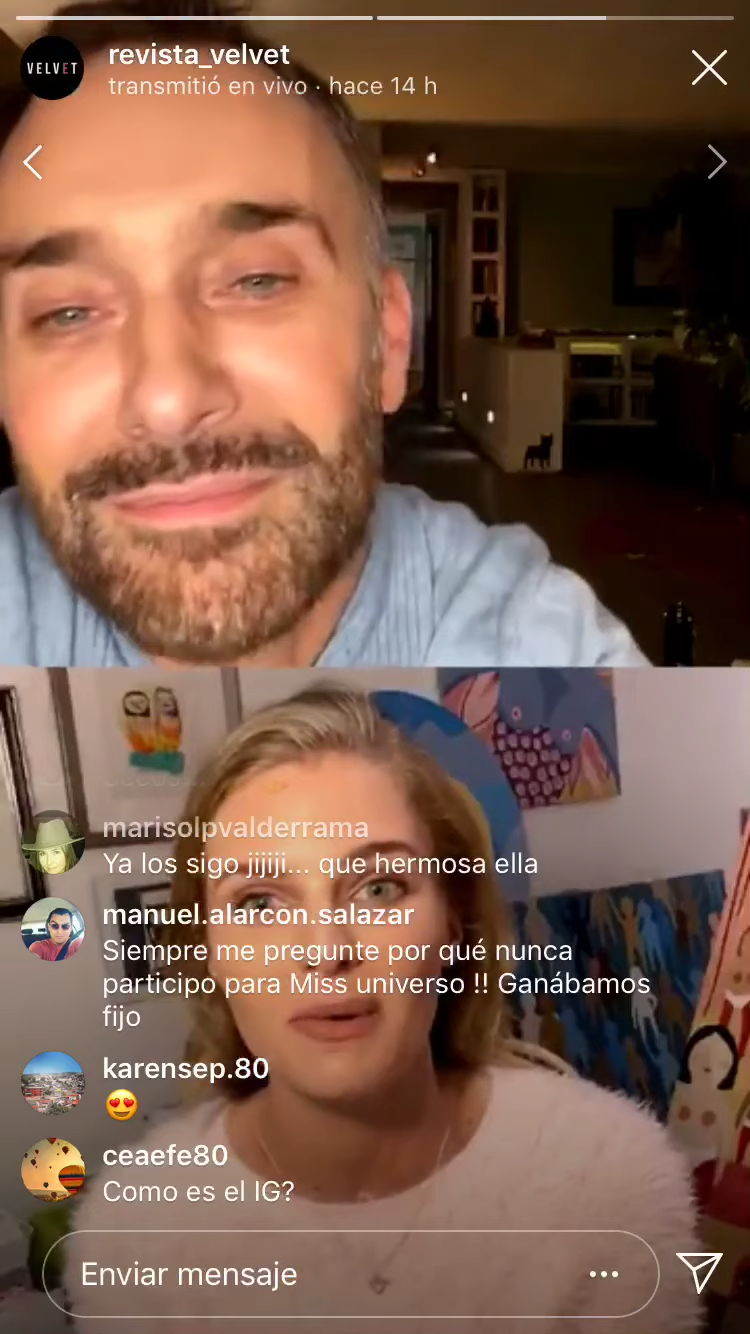 VELVET
revista_velvet
transmitió en vivo · hace 14 h
marisolpvalderrama
Ya los sigo jijiji... que hermosa ella
manuel.alarcon.salazar
Siempre me pregunte por qué nunca
participo para Miss universo !! Ganábamos
fijo
karensep.80
😍
ceaefe80
Como es el IG?
Enviar mensaje